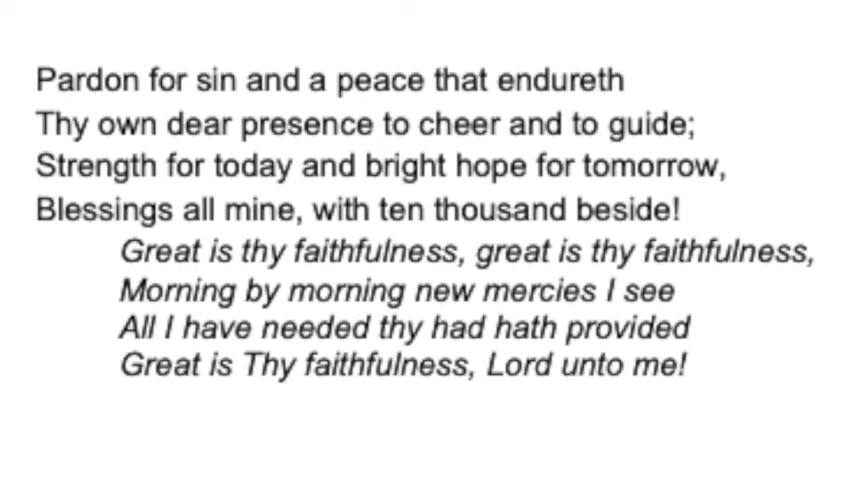 Pardon for sin and a peace that endureth
Thy own dear presence to cheer and to guide;
Strength for today and bright hope for tomorrow,
Blessings all mine, with ten thousand beside!
Great is thy faithfulness, great is thy faithfulness,
Morning by morning new mercies I see
All I have needed thy had hath provided
Great is Thy faithfulness, Lord unto me!